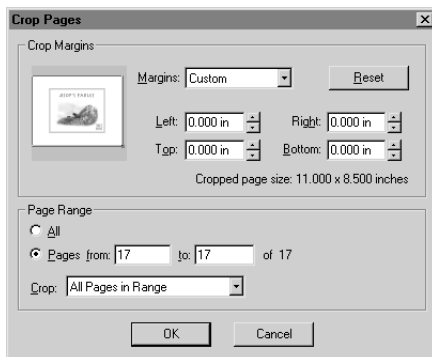 Crop Pages
Crop Margins
Margins: Custom Reset
Left: 0.000 in Right: 0.000 in
Top: 0.000 in Bottom: 0.000 in
Cropped page size: 11.000 x 8.500 inches
Page Range
All
Pages from: 17 to: 17 of 17
Crop: All Pages in Range
OK Cancel